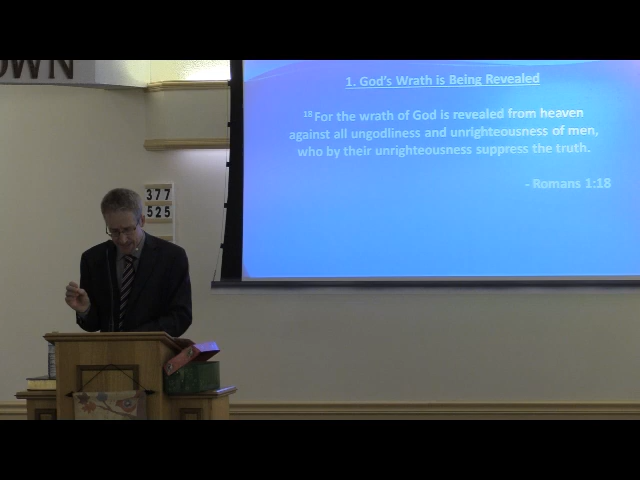 OWN
1. God's Wrath is Being Revealed
18 For the wrath of God is revealed from heaven
against all ungodliness and unrighteousness of men,
who by their unrighteousness suppress the truth.
- Romans 1:18
377
525